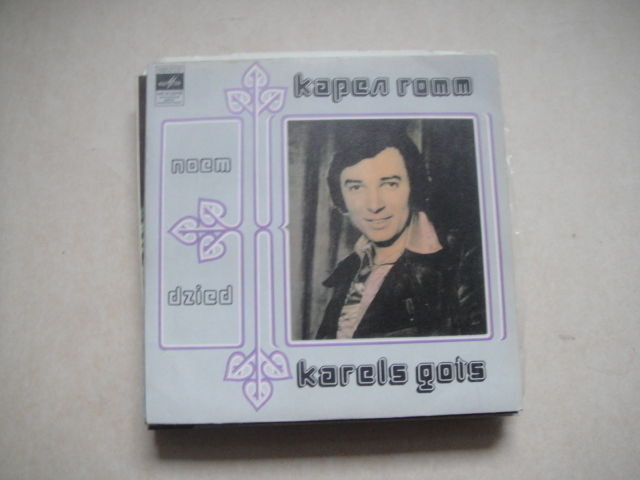 карел готт
поет
dzied
karels gots